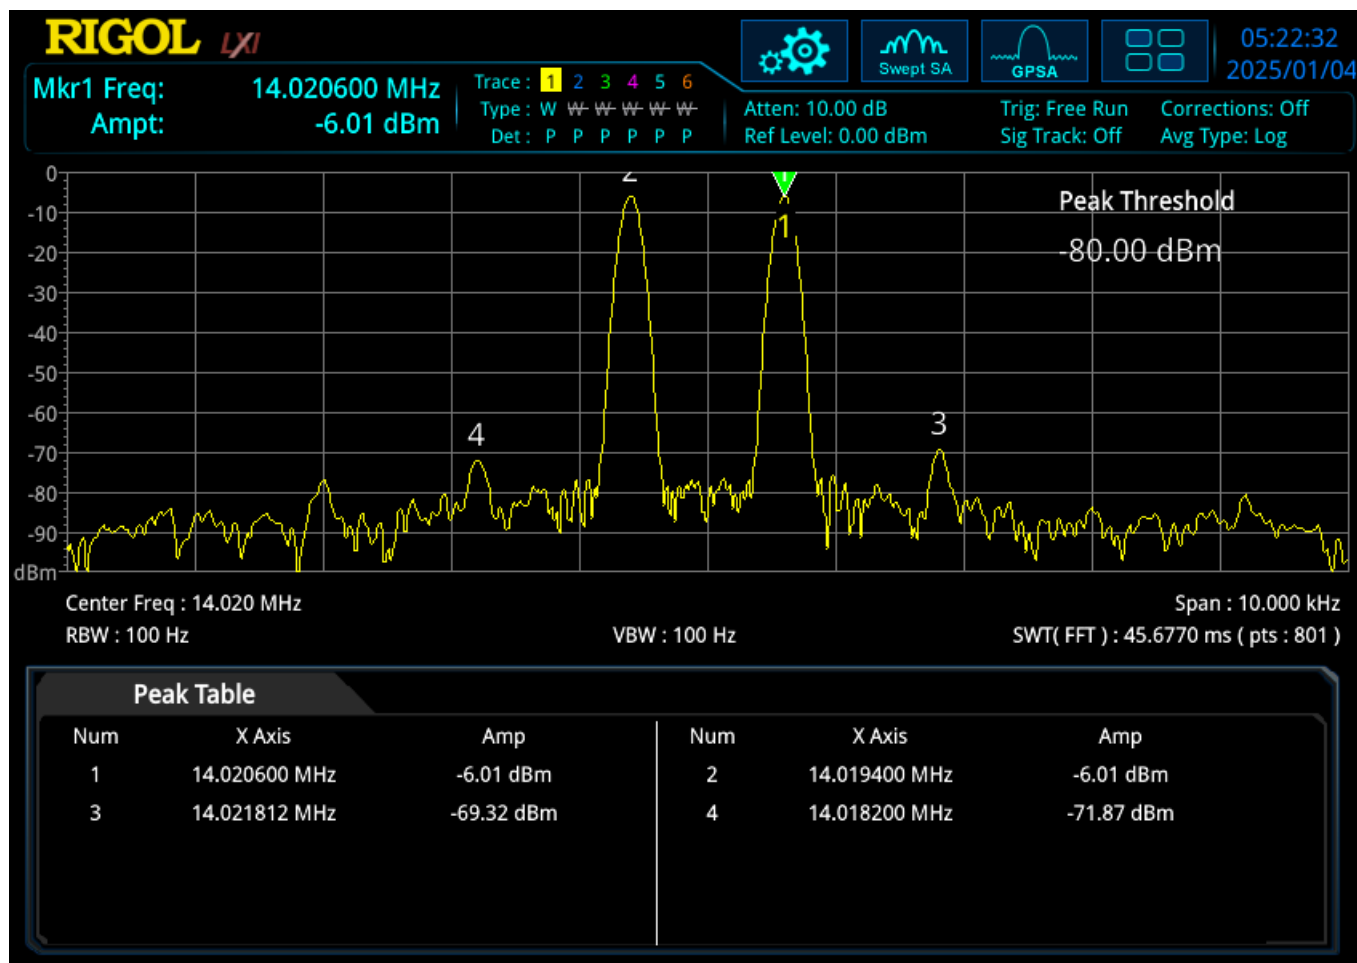 RIGOL LXI
Swept SA
GPSA
05:22:32
2025/01/04
Mkr1 Freq: 14.020600 MHz
Ampt: -6.01 dBm
Trace : 1 2 3 4 5 6
Type : W W W W W W
Det : P P P P P P
Atten: 10.00 dB
Ref Level: 0.00 dBm
Trig: Free Run
Sig Track: Off
Corrections: Off
Avg Type: Log
Peak Threshold
-80.00 dBm
0
-10
-20
-30
-40
-50
-60
-70
-80
-90
dBm
2
1
1
3
4
Center Freq : 14.020 MHz
Span : 10.000 kHz
RBW : 100 Hz
VBW : 100 Hz
SWT( FFT ) : 45.6770 ms ( pts : 801 )
Peak Table
Num X Axis Amp Num X Axis Amp
1 14.020600 MHz -6.01 dBm 2 14.019400 MHz -6.01 dBm
3 14.021812 MHz -69.32 dBm 4 14.018200 MHz -71.87 dBm